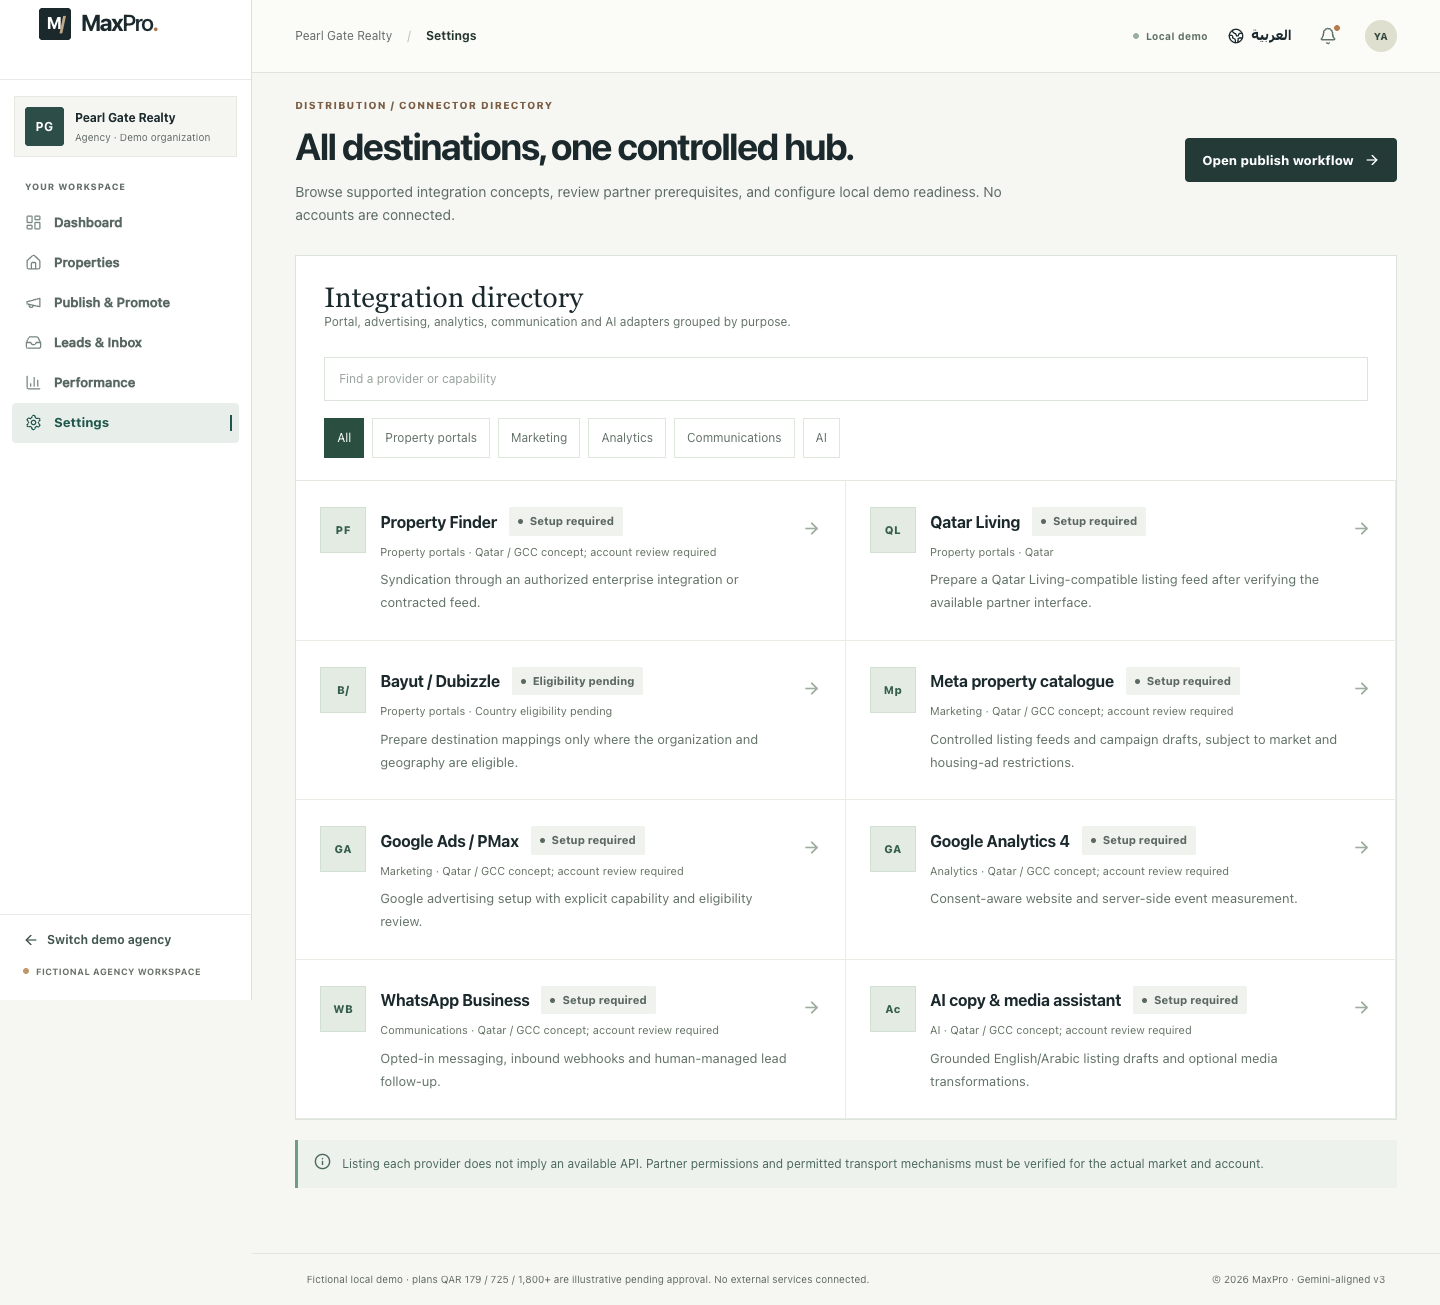 M/ MaxPro.
PG
Pearl Gate Realty
Agency · Demo organization
YOUR WORKSPACE
Dashboard
Properties
Publish & Promote
Leads & Inbox
Performance
Settings
Switch demo agency
FICTIONAL AGENCY WORKSPACE
Pearl Gate Realty / Settings
Local demo
العربية
YA
DISTRIBUTION / CONNECTOR DIRECTORY
All destinations, one controlled hub.
Browse supported integration concepts, review partner prerequisites, and configure local demo readiness. No
accounts are connected.
Open publish workflow
Integration directory
Portal, advertising, analytics, communication and AI adapters grouped by purpose.
Find a provider or capability
All
Property portals
Marketing
Analytics
Communications
AI
PF
Property Finder
Setup required
Property portals · Qatar / GCC concept; account review required
Syndication through an authorized enterprise integration or
contracted feed.
QL
Qatar Living
Setup required
Property portals · Qatar
Prepare a Qatar Living-compatible listing feed after verifying the
available partner interface.
B/
Bayut / Dubizzle
Eligibility pending
Property portals · Country eligibility pending
Prepare destination mappings only where the organization and
geography are eligible.
Mp
Meta property catalogue
Setup required
Marketing · Qatar / GCC concept; account review required
Controlled listing feeds and campaign drafts, subject to market and
housing-ad restrictions.
GA
Google Ads / PMax
Setup required
Marketing · Qatar / GCC concept; account review required
Google advertising setup with explicit capability and eligibility
review.
GA
Google Analytics 4
Setup required
Analytics · Qatar / GCC concept; account review required
Consent-aware website and server-side event measurement.
WB
WhatsApp Business
Setup required
Communications · Qatar / GCC concept; account review required
Opted-in messaging, inbound webhooks and human-managed lead
follow-up.
Ac
AI copy & media assistant
Setup required
AI · Qatar / GCC concept; account review required
Grounded English/Arabic listing drafts and optional media
transformations.
Listing each provider does not imply an available API. Partner permissions and permitted transport mechanisms must be verified for the actual market and account.
Fictional local demo · plans QAR 179 / 725 / 1,800+ are illustrative pending approval. No external services connected.
© 2026 MaxPro · Gemini-aligned v3